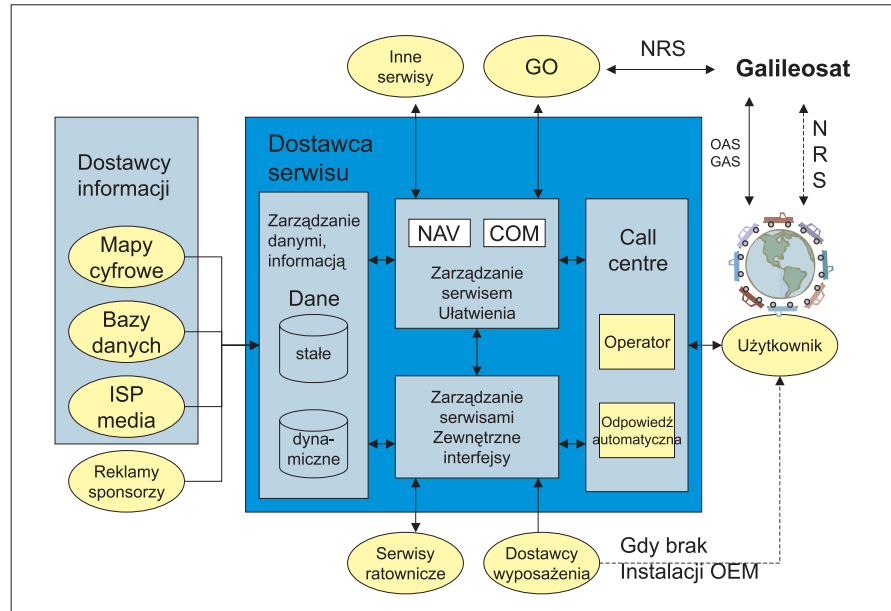 Inne
serwisy
GO
NRS
Galileosat
OAS
GAS
N
R
S
Dostawcy
informacji
Mapy
cyfrowe
Bazy
danych
ISP
media
Reklamy
sponsorzy
Dostawca
serwisu
Zarządzanie
danymi,
informacją
Dane
stałe
dyna-
miczne
NAV
COM
Zarządzanie
serwisem
Ułatwienia
Zarządzanie
serwisami
Zewnętrzne
interfejsy
Call
centre
Operator
Odpowiedź
automatyczna
Użytkownik
Serwisy
ratownicze
Dostawcy
wyposażenia
Gdy brak
Instalacji OEM